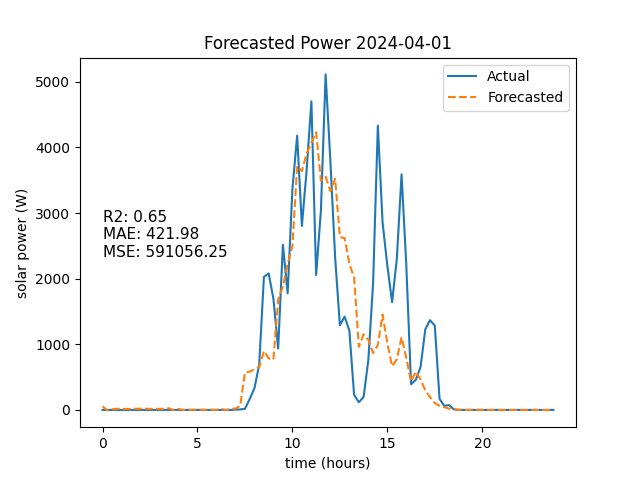 Forecasted Power 2024-04-01
Actual
Forecasted
R2: 0.65
MAE: 421.98
MSE: 591056.25
solar power (W)
5000
4000
3000
2000
1000
0
0 5 10 15 20
time (hours)